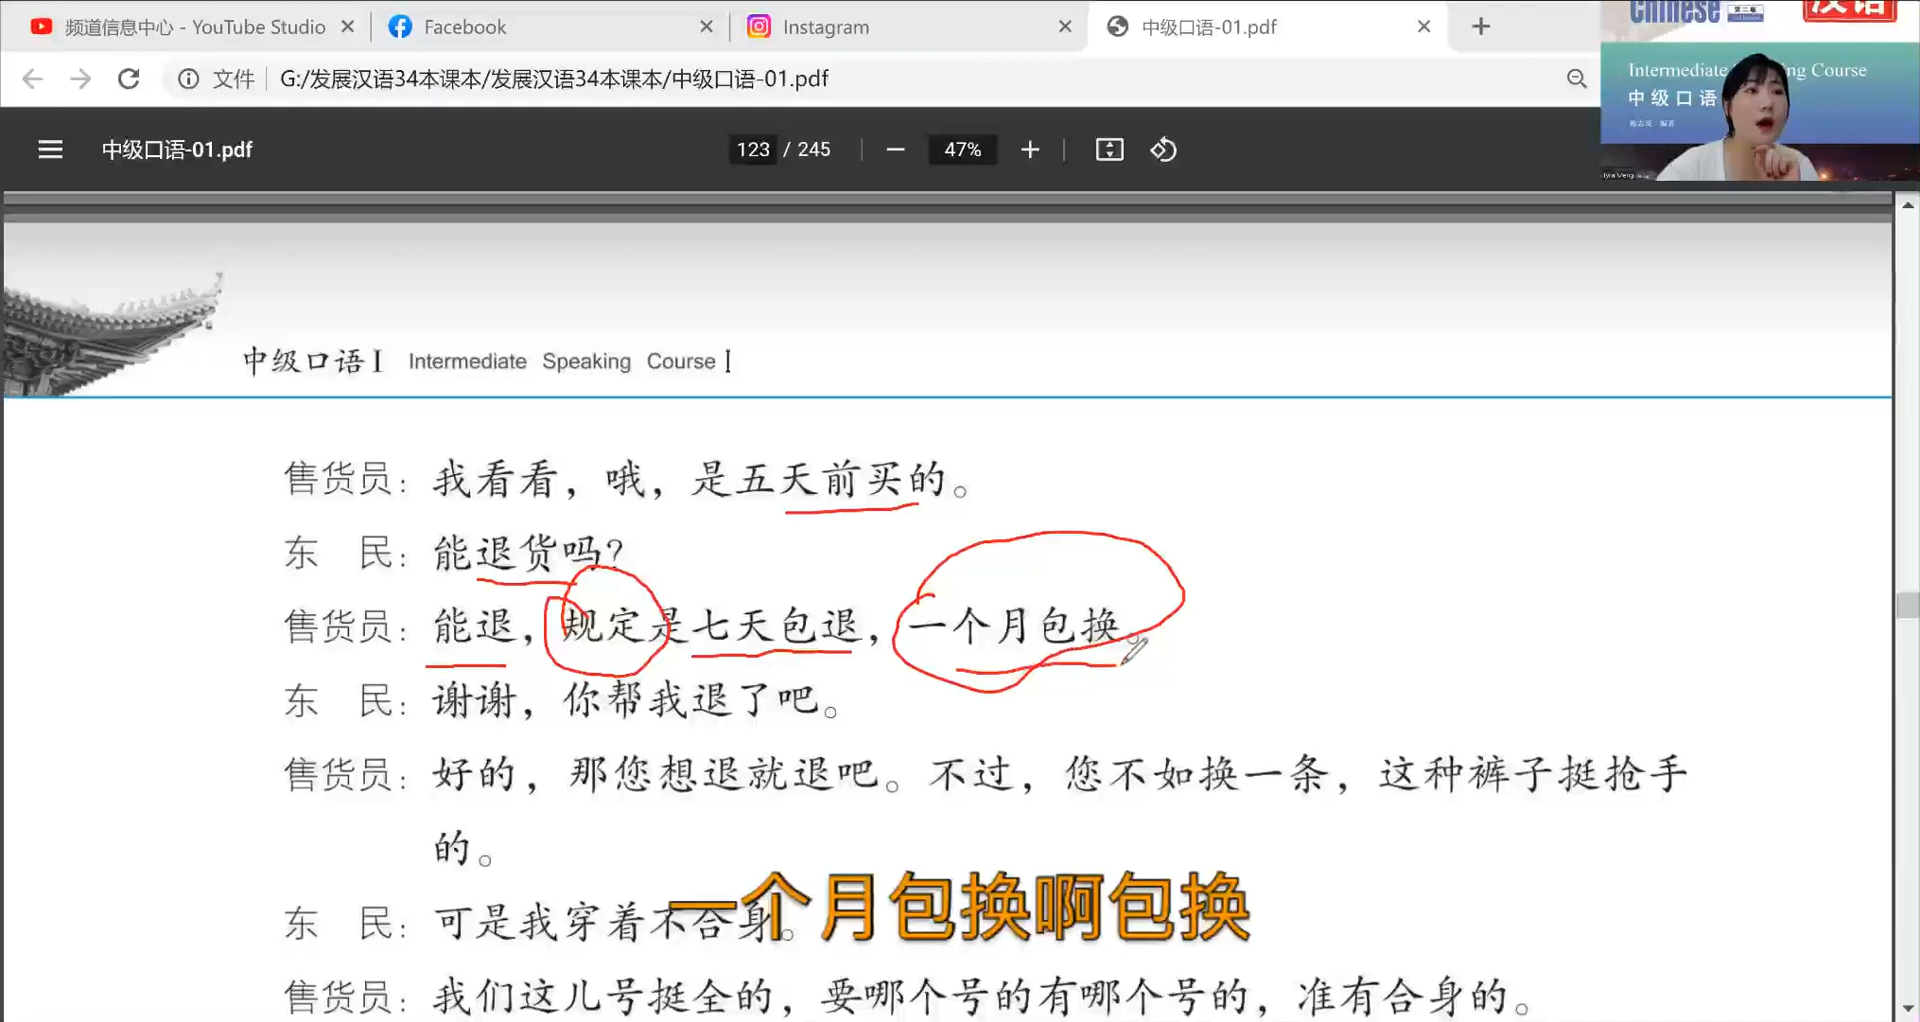 频道信息中心 - YouTube Studio
Facebook
Instagram
中级口语-01.pdf
文件
G:/发展汉语34本课本/发展汉语34本课本/中级口语-01.pdf
Chinese 第二版
汉语
Intermediate ng Course
中级口语
中级口语-01.pdf
123 / 245
47%
中级口语Ⅰ Intermediate Speaking Course Ⅰ
售货员：我看看，哦，是五天前买的。
东 民：能退货吗？
售货员：能退，规定是七天包退，一个月包换。
东 民：谢谢，你帮我退了吧。
售货员：好的，那您想退就退吧。不过，您不如换一条，这种裤子挺抢手
的。
东 民：可是我穿着不合身。
一个月包换啊包换
售货员：我们这儿号挺全的，要哪个号的有哪个号的，准有合身的。